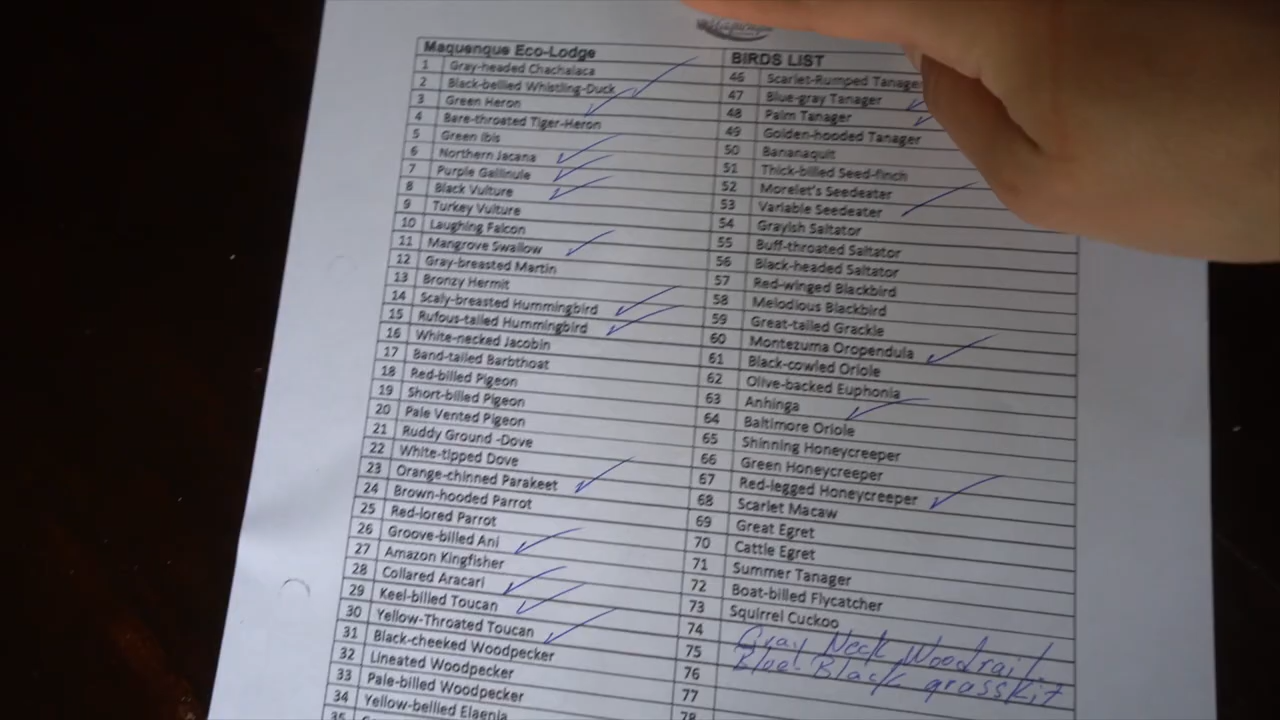 Maquenque Eco-Lodge
1 Gray-headed Chachalaca
2 Black-bellied Whistling-Duck
3 Green Heron
4 Bare-throated Tiger-Heron
5 Green Ibis
6 Northern Jacana
7 Purple Gallinule
8 Black Vulture
9 Turkey Vulture
10 Laughing Falcon
11 Mangrove Swallow
12 Gray-breasted Martin
13 Bronzy Hermit
14 Scaly-breasted Hummingbird
15 Rufous-tailed Hummingbird
16 White-necked Jacobin
17 Band-tailed Barbthoat
18 Red-billed Pigeon
19 Short-billed Pigeon
20 Pale Vented Pigeon
21 Ruddy Ground -Dove
22 White-tipped Dove
23 Orange-chinned Parakeet
24 Brown-hooded Parrot
25 Red-lored Parrot
26 Groove-billed Ani
27 Amazon Kingfisher
28 Collared Aracari
29 Keel-billed Toucan
30 Yellow-Throated Toucan
31 Black-cheeked Woodpecker
32 Lineated Woodpecker
33 Pale-billed Woodpecker
34 Yellow-bellied Elaenia
35
BIRDS LIST
46 Scarlet-Rumped Tanager
47 Blue-gray Tanager
48 Palm Tanager
49 Golden-hooded Tanager
50 Bananaquit
51 Thick-billed Seed-finch
52 Morelet's Seedeater
53 Variable Seedeater
54 Grayish Saltator
55 Buff-throated Saltator
56 Black-headed Saltator
57 Red-winged Blackbird
58 Melodious Blackbird
59 Great-tailed Grackle
60 Montezuma Oropendula
61 Black-cowled Oriole
62 Olive-backed Euphonia
63 Anhinga
64 Baltimore Oriole
65 Shinning Honeycreeper
66 Green Honeycreeper
67 Red-legged Honeycreeper
68 Scarlet Macaw
69 Great Egret
70 Cattle Egret
71 Summer Tanager
72 Boat-billed Flycatcher
73 Squirrel Cuckoo
74 Gray Neck Woodrail
75 Blue Black grasskit
76
77
78